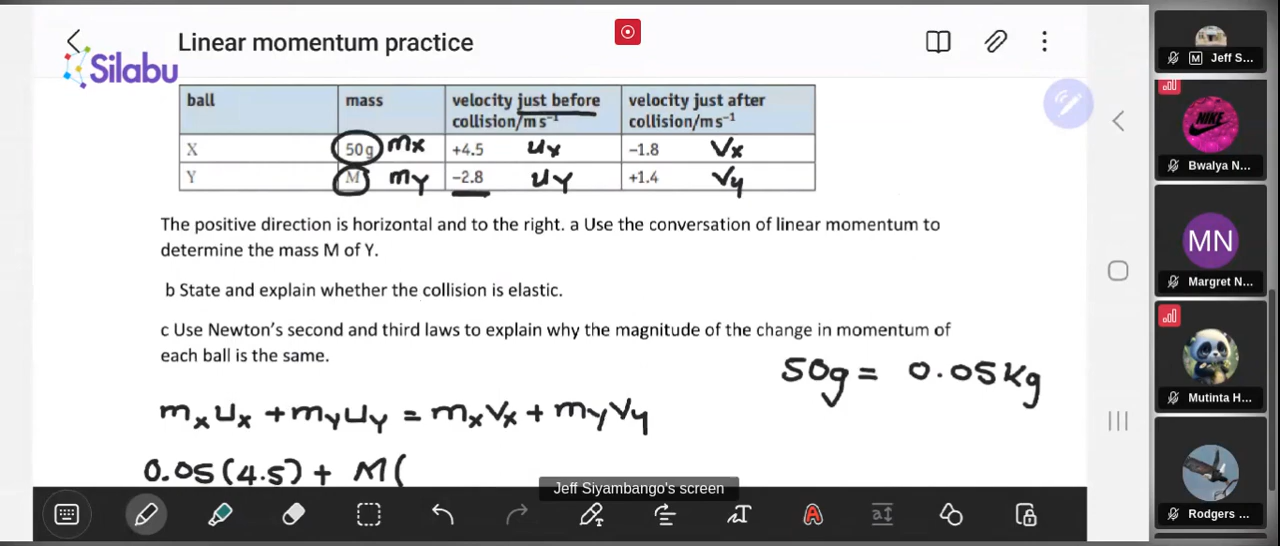 Linear momentum practice
Silabu
ball mass velocity just before collision/m s⁻¹ velocity just after collision/m s⁻¹
X 50 g mx +4.5 ux –1.8 Vx
Y M my –2.8 uy +1.4 Vy
The positive direction is horizontal and to the right. a Use the conversation of linear momentum to
determine the mass M of Y.
b State and explain whether the collision is elastic.
c Use Newton's second and third laws to explain why the magnitude of the change in momentum of
each ball is the same.
50g = 0.05kg
mxux + myuy = mxVx + myVy
0.05(4.5) + M(
Jeff Siyambango's screen
M Jeff S...
NIKE
Bwalya N...
MN
Margret N...
Mutinta H...
Rodgers ...